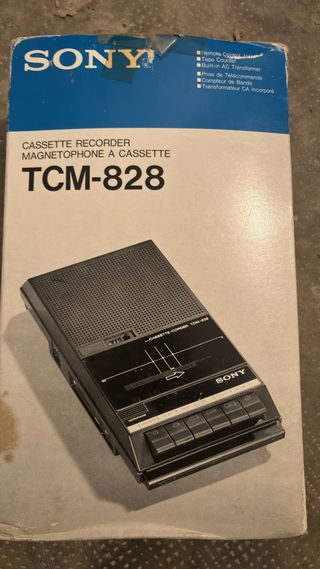 SONY
Remote Control
Tape Counter
Built-in AC Transformer
Prise de Télécommande
Compteur de Bande
Transformateur CA Incorporé
CASSETTE RECORDER
MAGNETOPHONE A CASSETTE
TCM-828
CASSETTE-CORDER TCM-828
SONY